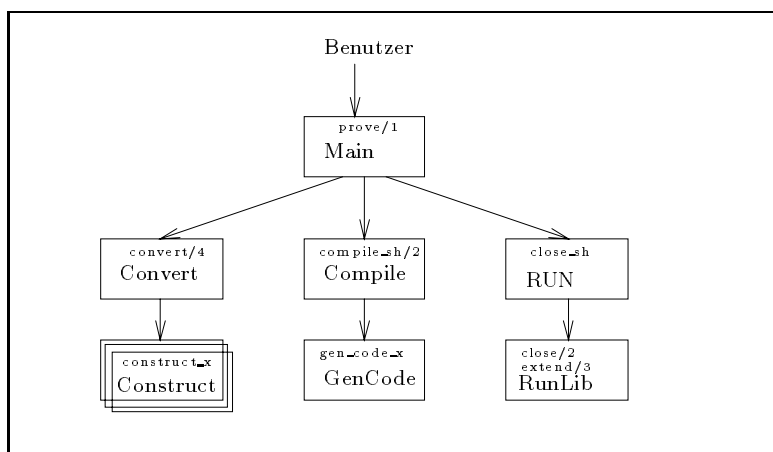 Benutzer
prove/1
Main
convert/4
Convert
compile_sh/2
Compile
close_sh
RUN
construct_x
Construct
gen_code_x
GenCode
close/2
extend/3
RunLib